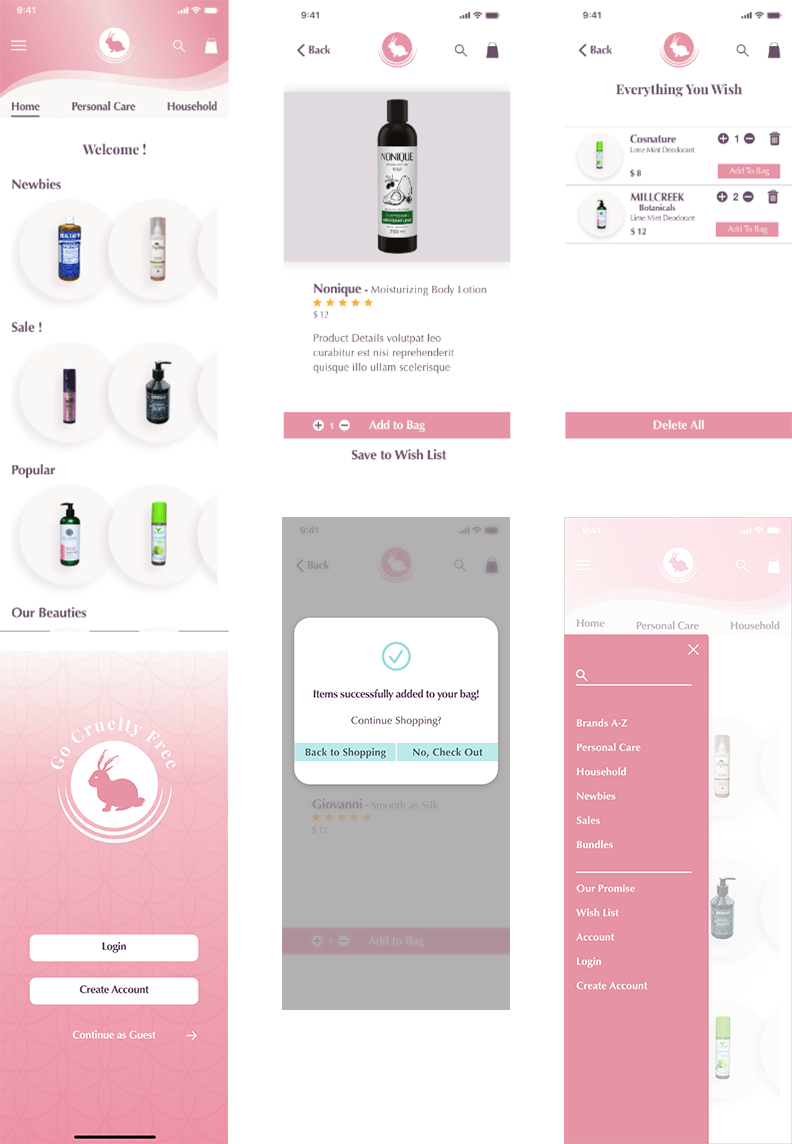 9:41
Home Personal Care Household
Welcome !
Newbies
Sale !
Popular
Our Beauties
9:41
Back
NONIQUE
250 ml
Nonique - Moisturizing Body Lotion
$ 12
Product Details volutpat leo
curabitur est nisi reprehenderit
quisque illo ullam scelerisque
1 Add to Bag
Save to Wish List
9:41
Back
Everything You Wish
Cosnature
Lime Mint Deodorant
1
$ 8
Add To Bag
MILLCREEK
Botanicals
Lime Mint Deodorant
2
$ 12
Add To Bag
Delete All
Go Cruelty Free
Login
Create Account
Continue as Guest
9:41
Back
Items successfully added to your bag!
Continue Shopping?
Back to Shopping No, Check Out
Giovanni - Smooth as Silk
$ 12
1 Add to Bag
9:41
Home Personal Care Household
Brands A-Z
Personal Care
Household
Newbies
Sales
Bundles
Our Promise
Wish List
Account
Login
Create Account